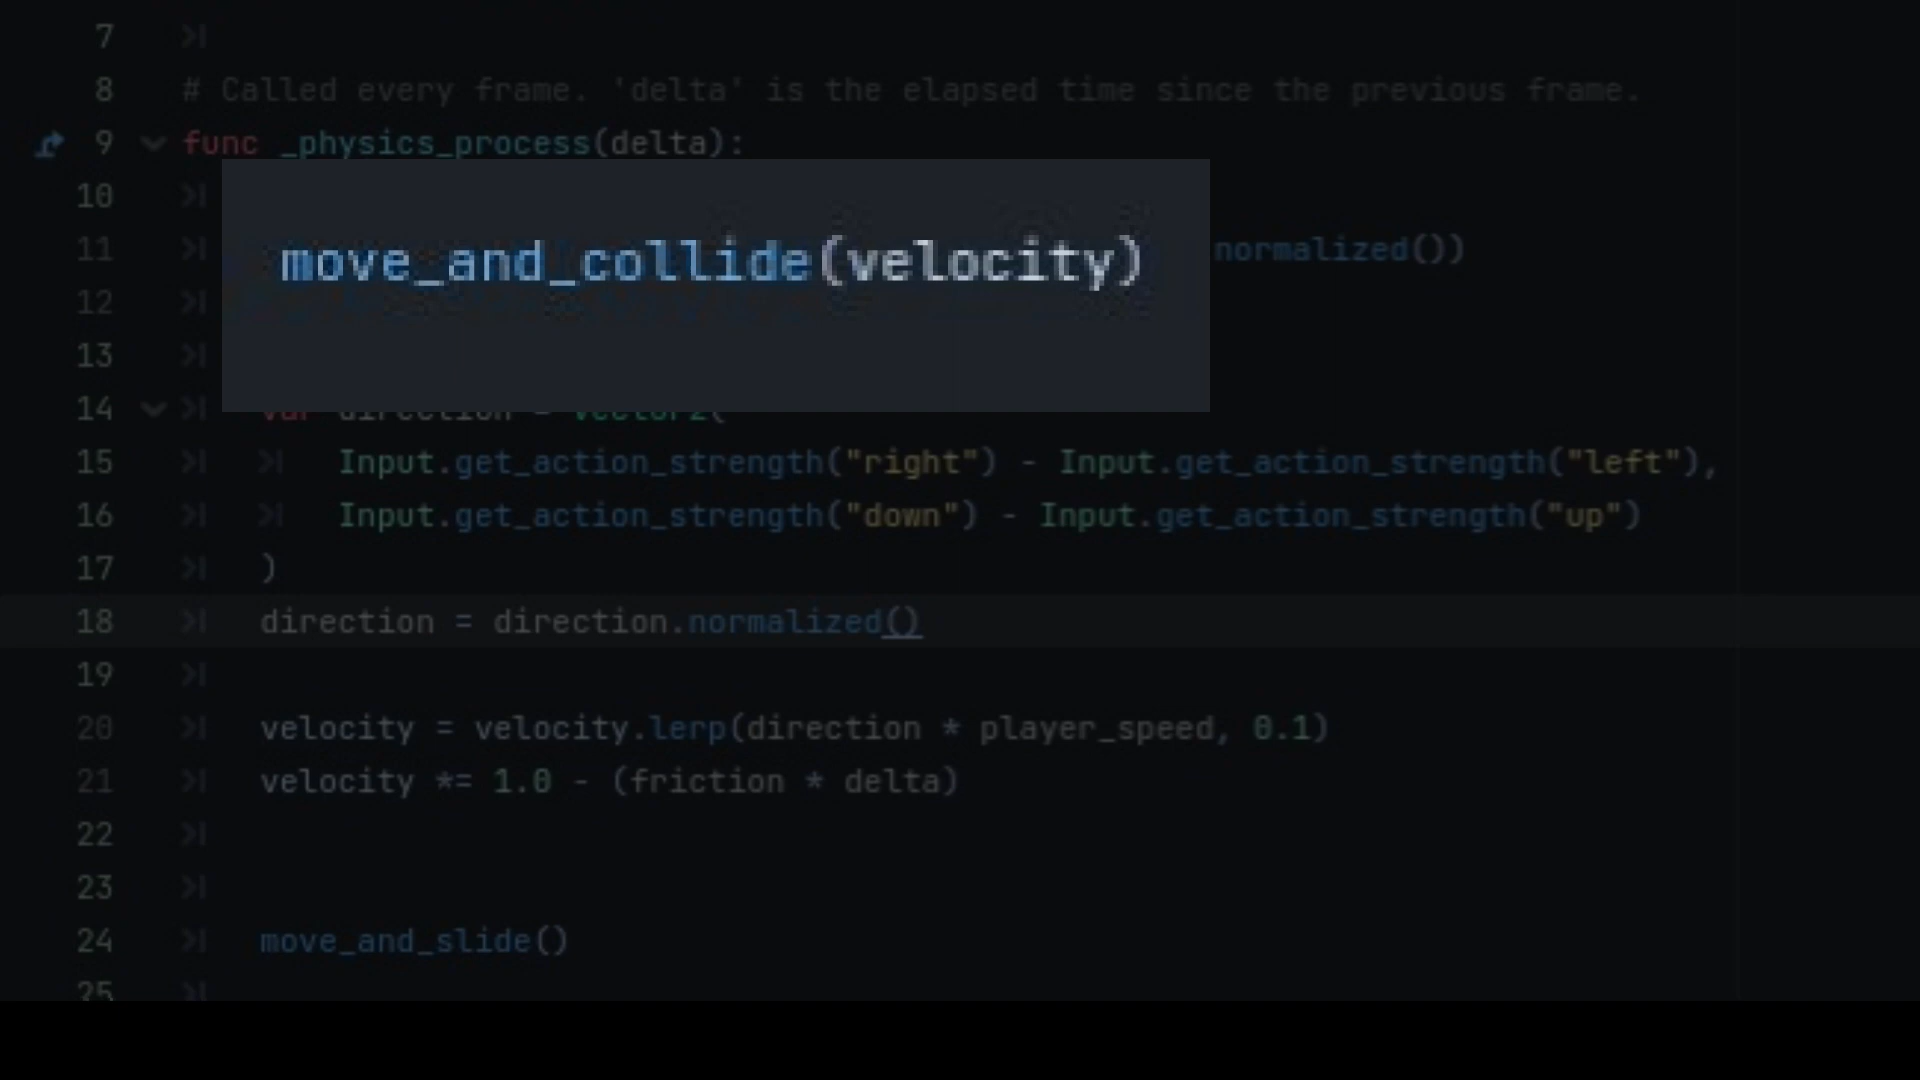 7
8 # Called every frame. 'delta' is the elapsed time since the previous frame.
9 func _physics_process(delta):
10
move_and_collide(velocity)
11 normalized())
12
13
14 var direction = Vector2(
15 Input.get_action_strength("right") - Input.get_action_strength("left"),
16 Input.get_action_strength("down") - Input.get_action_strength("up")
17 )
18 direction = direction.normalized()
19
20 velocity = velocity.lerp(direction * player_speed, 0.1)
21 velocity *= 1.0 - (friction * delta)
22
23
24 move_and_slide()
25